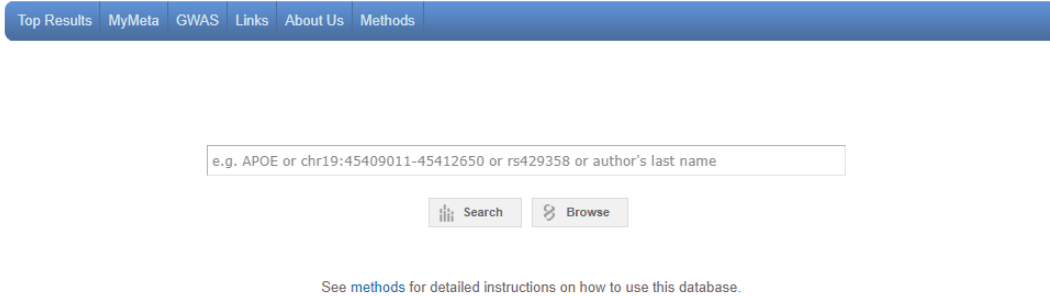 Top Results MyMeta GWAS Links About Us Methods
e.g. APOE or chr19:45409011-45412650 or rs429358 or author's last name
Search Browse
See methods for detailed instructions on how to use this database.